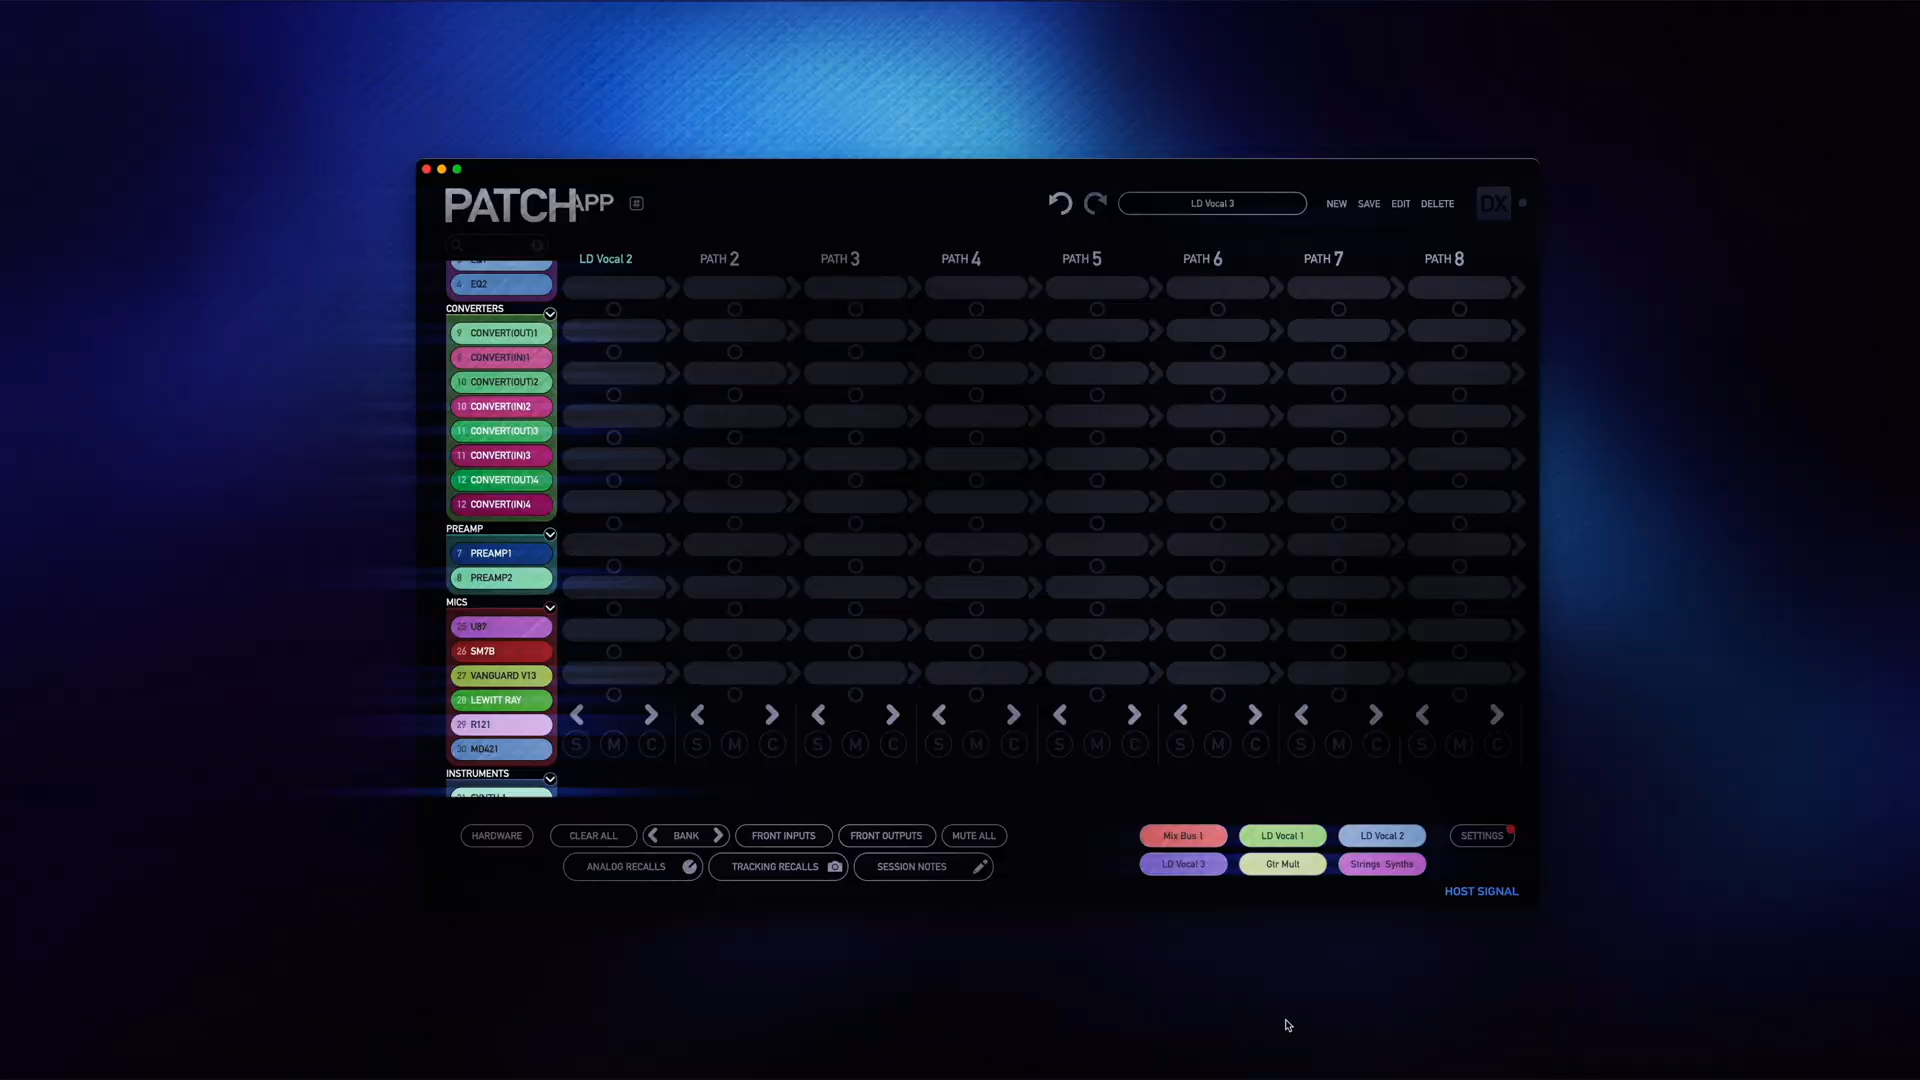 PATCHAPP #
LD Vocal 3
NEW SAVE EDIT DELETE
DX
LD Vocal 2 PATH 2 PATH 3 PATH 4 PATH 5 PATH 6 PATH 7 PATH 8
4 EQ2
CONVERTERS
9 CONVERT(OUT)1
9 CONVERT(IN)1
10 CONVERT(OUT)2
10 CONVERT(IN)2
11 CONVERT(OUT)3
11 CONVERT(IN)3
12 CONVERT(OUT)4
12 CONVERT(IN)4
PREAMP
7 PREAMP1
8 PREAMP2
MICS
25 U87
26 SM7B
27 VANGUARD V13
28 LEWITT RAY
29 R121
30 MD421
S M C S M C S M C S M C S M C S M C S M C S M C
INSTRUMENTS
HARDWARE CLEAR ALL BANK FRONT INPUTS FRONT OUTPUTS MUTE ALL
Mix Bus 1 LD Vocal 1 LD Vocal 2 SETTINGS
ANALOG RECALLS TRACKING RECALLS SESSION NOTES
LD Vocal 3 Gtr Mult Strings Synths
HOST SIGNAL